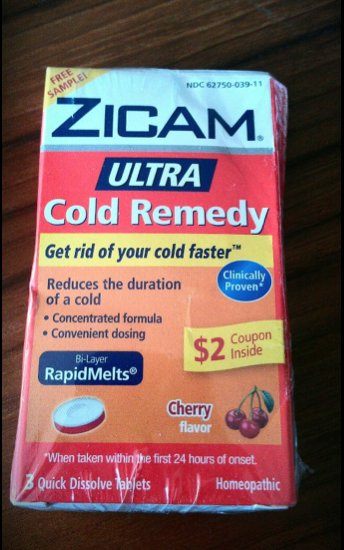 FREE
SAMPLE!
NDC 62750-039-11
ZICAM®
ULTRA
Cold Remedy
Get rid of your cold faster™
Reduces the duration
of a cold
Clinically
Proven*
• Concentrated formula
• Convenient dosing
$2 Coupon
Inside
Bi-Layer
RapidMelts®
Cherry
flavor
*When taken within the first 24 hours of onset.
3 Quick Dissolve Tablets Homeopathic